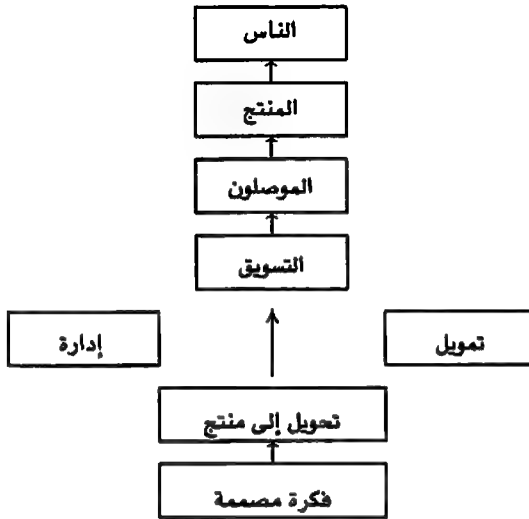 الناس
المنتج
الموصلون
التسويق
تمويل
إدارة
تحويل إلى منتج
فكرة مصممة